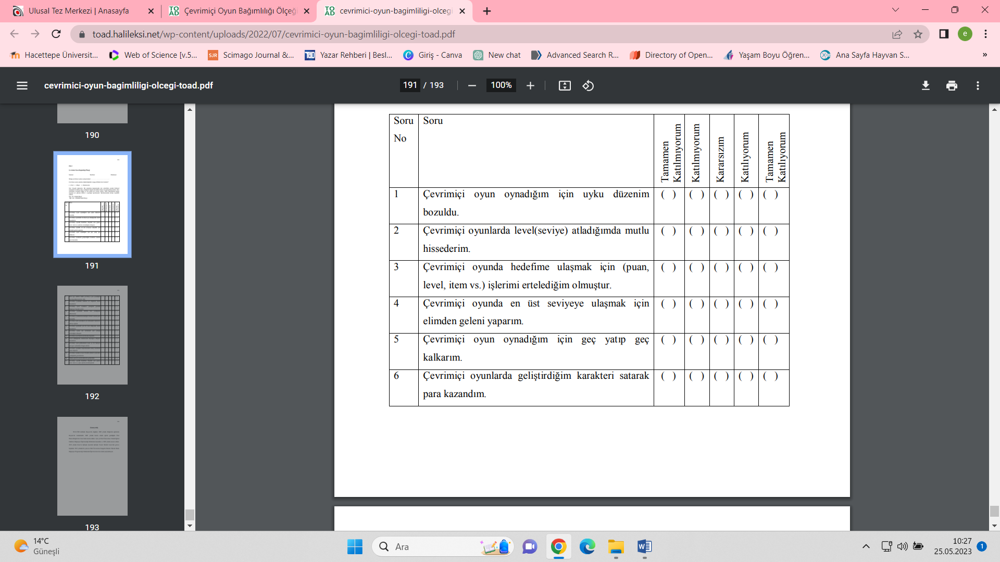 Ulusal Tez Merkezi | Anasayfa
Çevrimiçi Oyun Bağımlılığı Ölçeği
cevrimici-oyun-bagimliligi-olcegi
toad.halileksi.net/wp-content/uploads/2022/07/cevrimici-oyun-bagimliligi-olcegi-toad.pdf
e
Hacettepe Üniversit...
Web of Science [v.5...
SJR Scimago Journal &...
Yazar Rehberi | Besl...
Giriş - Canva
New chat
Advanced Search R...
Directory of Open...
Yaşam Boyu Öğren...
Ana Sayfa Hayvan S...
»
cevrimici-oyun-bagimliligi-olcegi-toad.pdf
191 / 193
100%
190
191
192
193
Soru No
Soru
Tamamen Katılmıyorum
Katılmıyorum
Kararsızım
Katılıyorum
Tamamen Katılıyorum
1 Çevrimiçi oyun oynadığım için uyku düzenim ( ) ( ) ( ) ( ) ( )
bozuldu.
2 Çevrimiçi oyunlarda level(seviye) atladığımda mutlu ( ) ( ) ( ) ( ) ( )
hissederim.
3 Çevrimiçi oyunda hedefime ulaşmak için (puan, ( ) ( ) ( ) ( ) ( )
level, item vs.) işlerimi ertelediğim olmuştur.
4 Çevrimiçi oyunda en üst seviyeye ulaşmak için ( ) ( ) ( ) ( ) ( )
elimden geleni yaparım.
5 Çevrimiçi oyun oynadığım için geç yatıp geç ( ) ( ) ( ) ( ) ( )
kalkarım.
6 Çevrimiçi oyunlarda geliştirdiğim karakteri satarak ( ) ( ) ( ) ( ) ( )
para kazandım.
14°C
Güneşli
Ara
10:27
25.05.2023
1